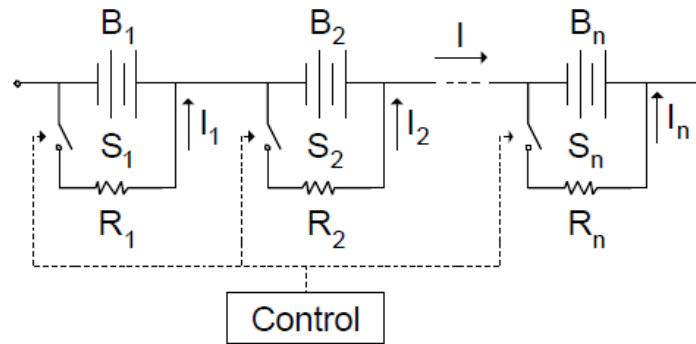 B1 B2 I Bn
S1 I1 S2 I2 Sn In
R1 R2 Rn
Control